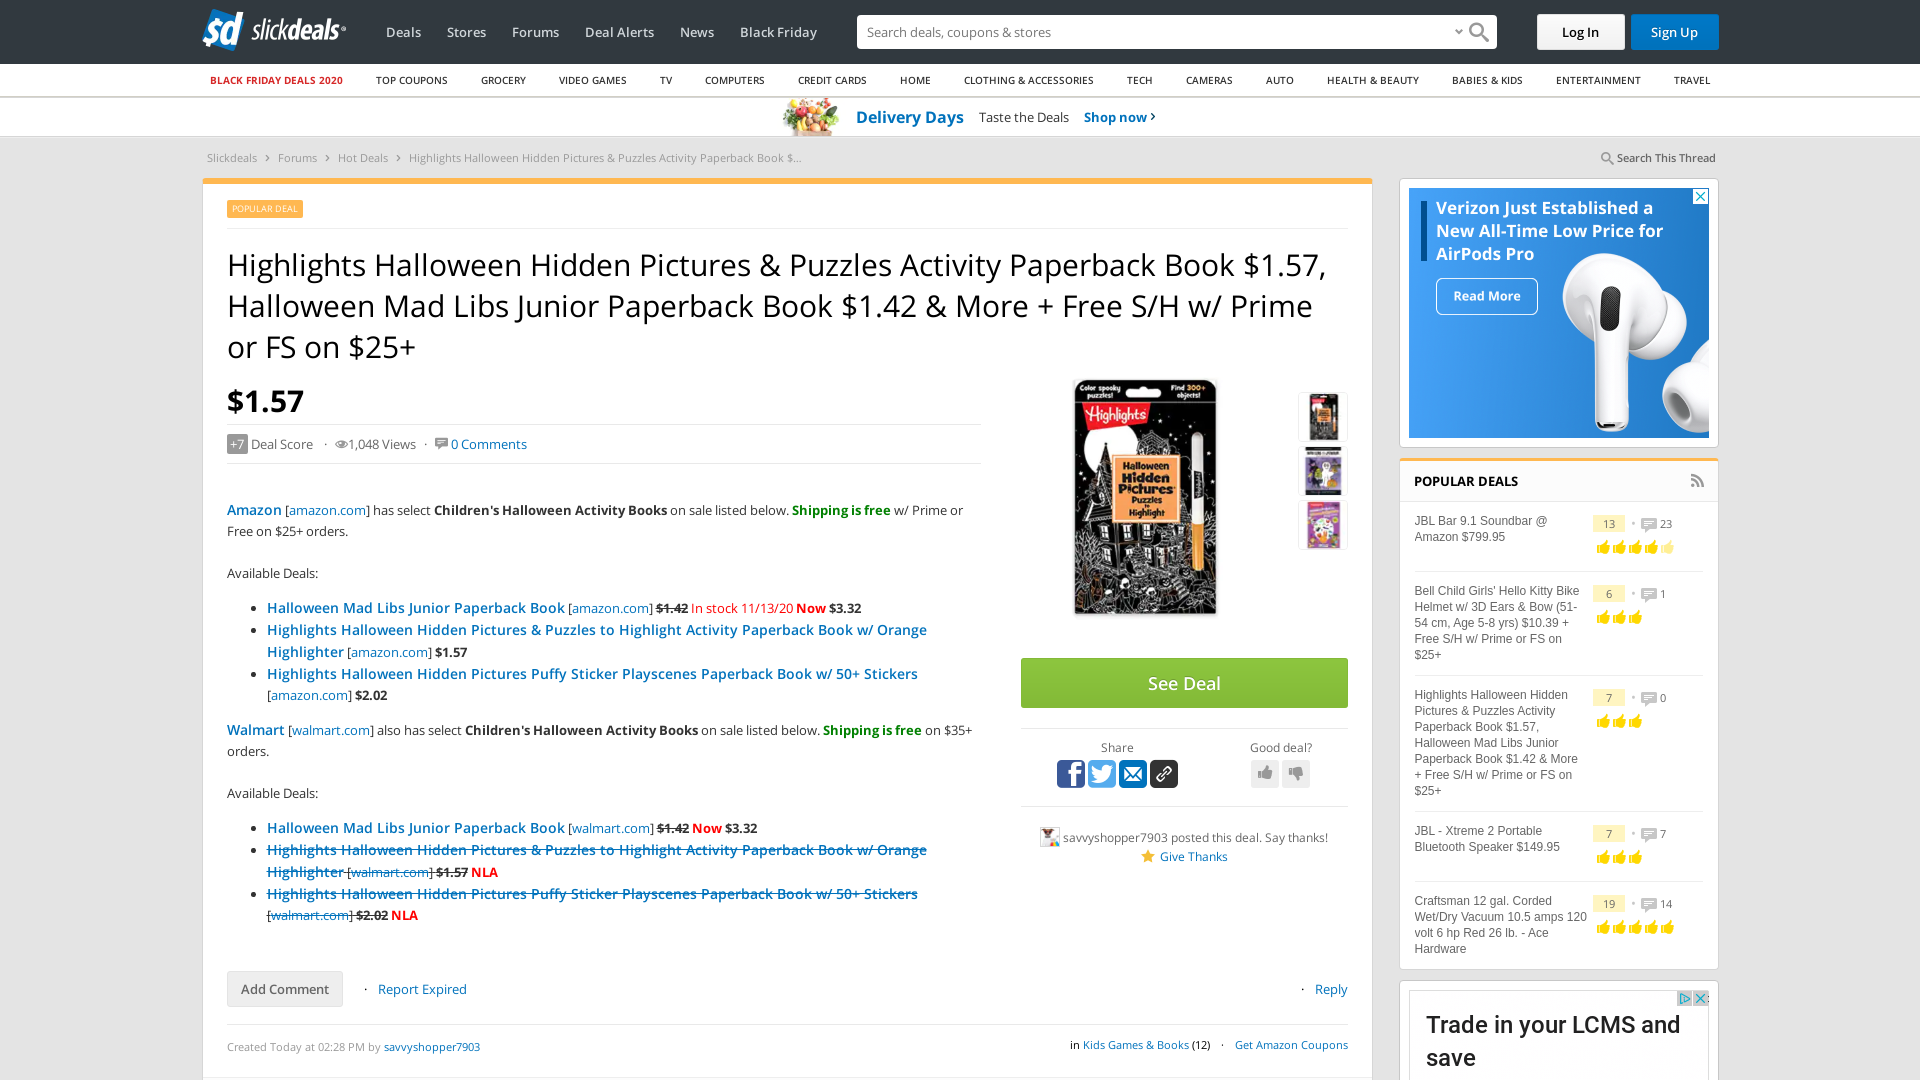 slickdeals
Deals Stores Forums Deal Alerts News Black Friday
Search deals, coupons & stores
Log In Sign Up
BLACK FRIDAY DEALS 2020 TOP COUPONS GROCERY VIDEO GAMES TV COMPUTERS CREDIT CARDS HOME CLOTHING & ACCESSORIES TECH CAMERAS AUTO HEALTH & BEAUTY BABIES & KIDS ENTERTAINMENT TRAVEL
Delivery Days Taste the Deals Shop now ›
Slickdeals › Forums › Hot Deals › Highlights Halloween Hidden Pictures & Puzzles Activity Paperback Book $...
Search This Thread
POPULAR DEAL
Highlights Halloween Hidden Pictures & Puzzles Activity Paperback Book $1.57,
Halloween Mad Libs Junior Paperback Book $1.42 & More + Free S/H w/ Prime
or FS on $25+
$1.57
+7 Deal Score · 1,048 Views · 0 Comments
Amazon [amazon.com] has select Children's Halloween Activity Books on sale listed below. Shipping is free w/ Prime or
Free on $25+ orders.
Available Deals:
• Halloween Mad Libs Junior Paperback Book [amazon.com] $1.42 In stock 11/13/20 Now $3.32
• Highlights Halloween Hidden Pictures & Puzzles to Highlight Activity Paperback Book w/ Orange
Highlighter [amazon.com] $1.57
• Highlights Halloween Hidden Pictures Puffy Sticker Playscenes Paperback Book w/ 50+ Stickers
[amazon.com] $2.02
Walmart [walmart.com] also has select Children's Halloween Activity Books on sale listed below. Shipping is free on $35+
orders.
Available Deals:
• Halloween Mad Libs Junior Paperback Book [walmart.com] $1.42 Now $3.32
• Highlights Halloween Hidden Pictures & Puzzles to Highlight Activity Paperback Book w/ Orange
Highlighter [walmart.com] $1.57 NLA
• Highlights Halloween Hidden Pictures Puffy Sticker Playscenes Paperback Book w/ 50+ Stickers
[walmart.com] $2.02 NLA
Color spooky
puzzles!
Find 300+
objects!
Highlights
Halloween
Hidden
Pictures
Puzzles
to
Highlight
See Deal
Share
Good deal?
savvyshopper7903 posted this deal. Say thanks!
Give Thanks
Add Comment · Report Expired
· Reply
Created Today at 02:28 PM by savvyshopper7903
in Kids Games & Books (12) · Get Amazon Coupons
Verizon Just Established a
New All-Time Low Price for
AirPods Pro
Read More
POPULAR DEALS
JBL Bar 9.1 Soundbar @
Amazon $799.95
13 • 23
Bell Child Girls' Hello Kitty Bike
Helmet w/ 3D Ears & Bow (51-
54 cm, Age 5-8 yrs) $10.39 +
Free S/H w/ Prime or FS on
$25+
6 • 1
Highlights Halloween Hidden
Pictures & Puzzles Activity
Paperback Book $1.57,
Halloween Mad Libs Junior
Paperback Book $1.42 & More
+ Free S/H w/ Prime or FS on
$25+
7 • 0
JBL - Xtreme 2 Portable
Bluetooth Speaker $149.95
7 • 7
Craftsman 12 gal. Corded
Wet/Dry Vacuum 10.5 amps 120
volt 6 hp Red 26 lb. - Ace
Hardware
19 • 14
Trade in your LCMS and
save